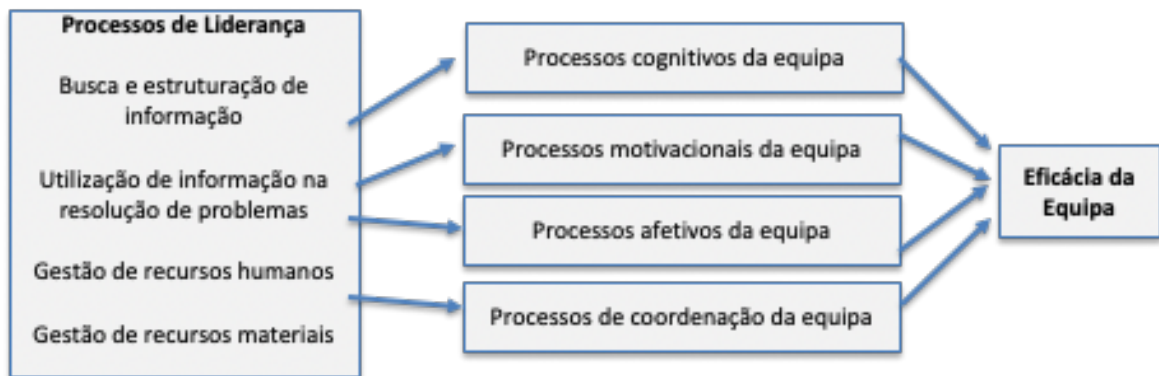 Processos de Liderança
Busca e estruturação de
informação
Utilização de informação na
resolução de problemas
Gestão de recursos humanos
Gestão de recursos materiais
Processos cognitivos da equipa
Processos motivacionais da equipa
Processos afetivos da equipa
Processos de coordenação da equipa
Eficácia da
Equipa